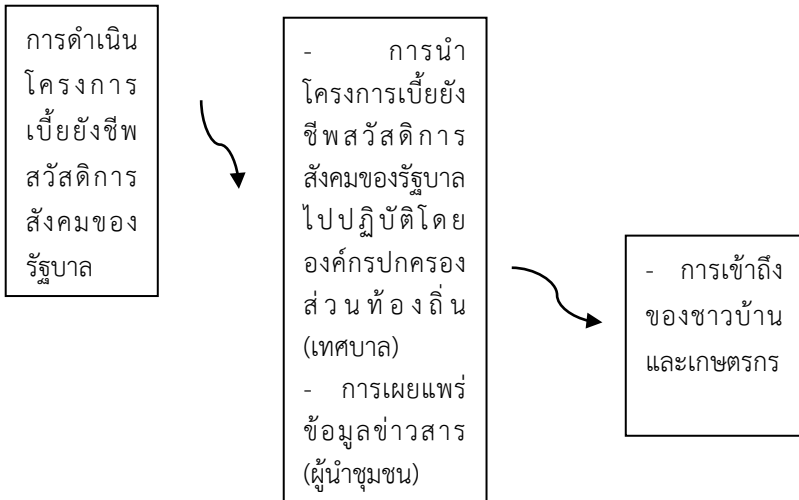 การดำเนิน
โครงการ
เบี้ยยังชีพ
สวัสดิการ
สังคมของ
รัฐบาล
- การนำ
โครงการเบี้ยยัง
ชีพสวัสดิการ
สังคมของรัฐบาล
ไปปฏิบัติโดย
องค์กรปกครอง
ส่วนท้องถิ่น
(เทศบาล)
- การเผยแพร่
ข้อมูลข่าวสาร
(ผู้นำชุมชน)
- การเข้าถึง
ของชาวบ้าน
และเกษตรกร